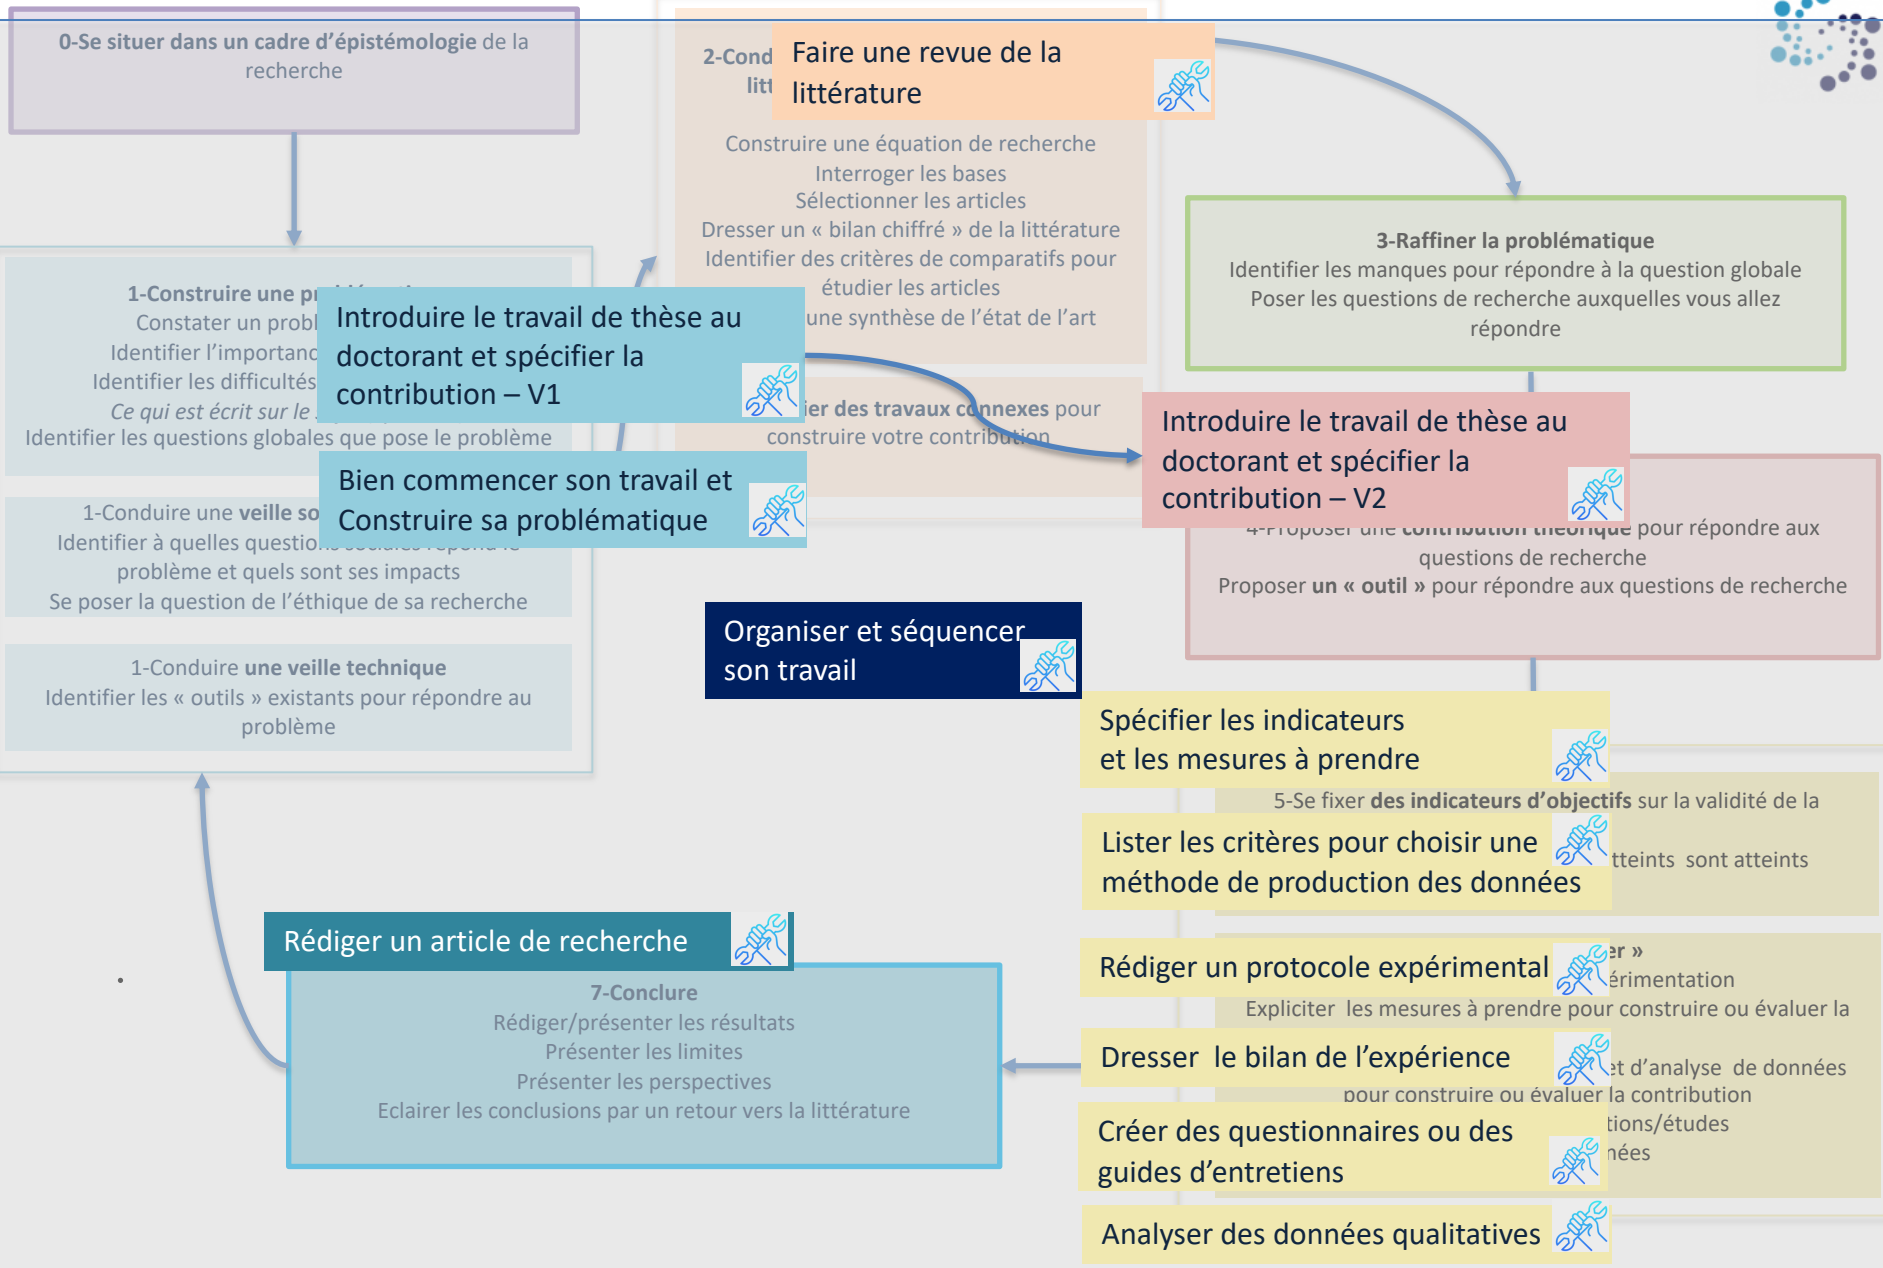 0-Se situer dans un cadre d’épistémologie de la
recherche
2-Cond
Faire une revue de la
littérature
Construire une équation de recherche
Interroger les bases
Sélectionner les articles
Dresser un « bilan chiffré » de la littérature
Identifier des critères de comparatifs pour
étudier les articles
une synthèse de l’état de l’art
ier des travaux connexes pour
construire votre contribution
3-Raffiner la problématique
Identifier les manques pour répondre à la question globale
Poser les questions de recherche auxquelles vous allez
répondre
1-Construire une
Constater un
Identifier
Identifier les difficultés
Ce qui est écrit sur le
Identifier les questions globales que pose le problème
Introduire le travail de thèse au
doctorant et spécifier la
contribution – V1
Bien commencer son travail et
Construire sa problématique
1-Conduire une veille
Identifier à quelles questions sociales répond le
problème et quels sont ses impacts
Se poser la question de l’éthique de sa recherche
1-Conduire une veille technique
Identifier les « outils » existants pour répondre au
problème
Introduire le travail de thèse au
doctorant et spécifier la
contribution – V2
4-Proposer une contribution théorique pour répondre aux
questions de recherche
Proposer un « outil » pour répondre aux questions de recherche
Organiser et séquencer
son travail
Spécifier les indicateurs
et les mesures à prendre
5-Se fixer des indicateurs d’objectifs sur la validité de la
Lister les critères pour choisir une
méthode de production des données
tteints sont atteints
Rédiger un protocole expérimental
er »
érimentation
Expliciter les mesures à prendre pour construire ou évaluer la
Dresser le bilan de l’expérience
et d’analyse de données
pour construire ou évaluer la contribution
Créer des questionnaires ou des
guides d’entretiens
tions/études
nées
Analyser des données qualitatives
Rédiger un article de recherche
7-Conclure
Rédiger/présenter les résultats
Présenter les limites
Présenter les perspectives
Eclairer les conclusions par un retour vers la littérature